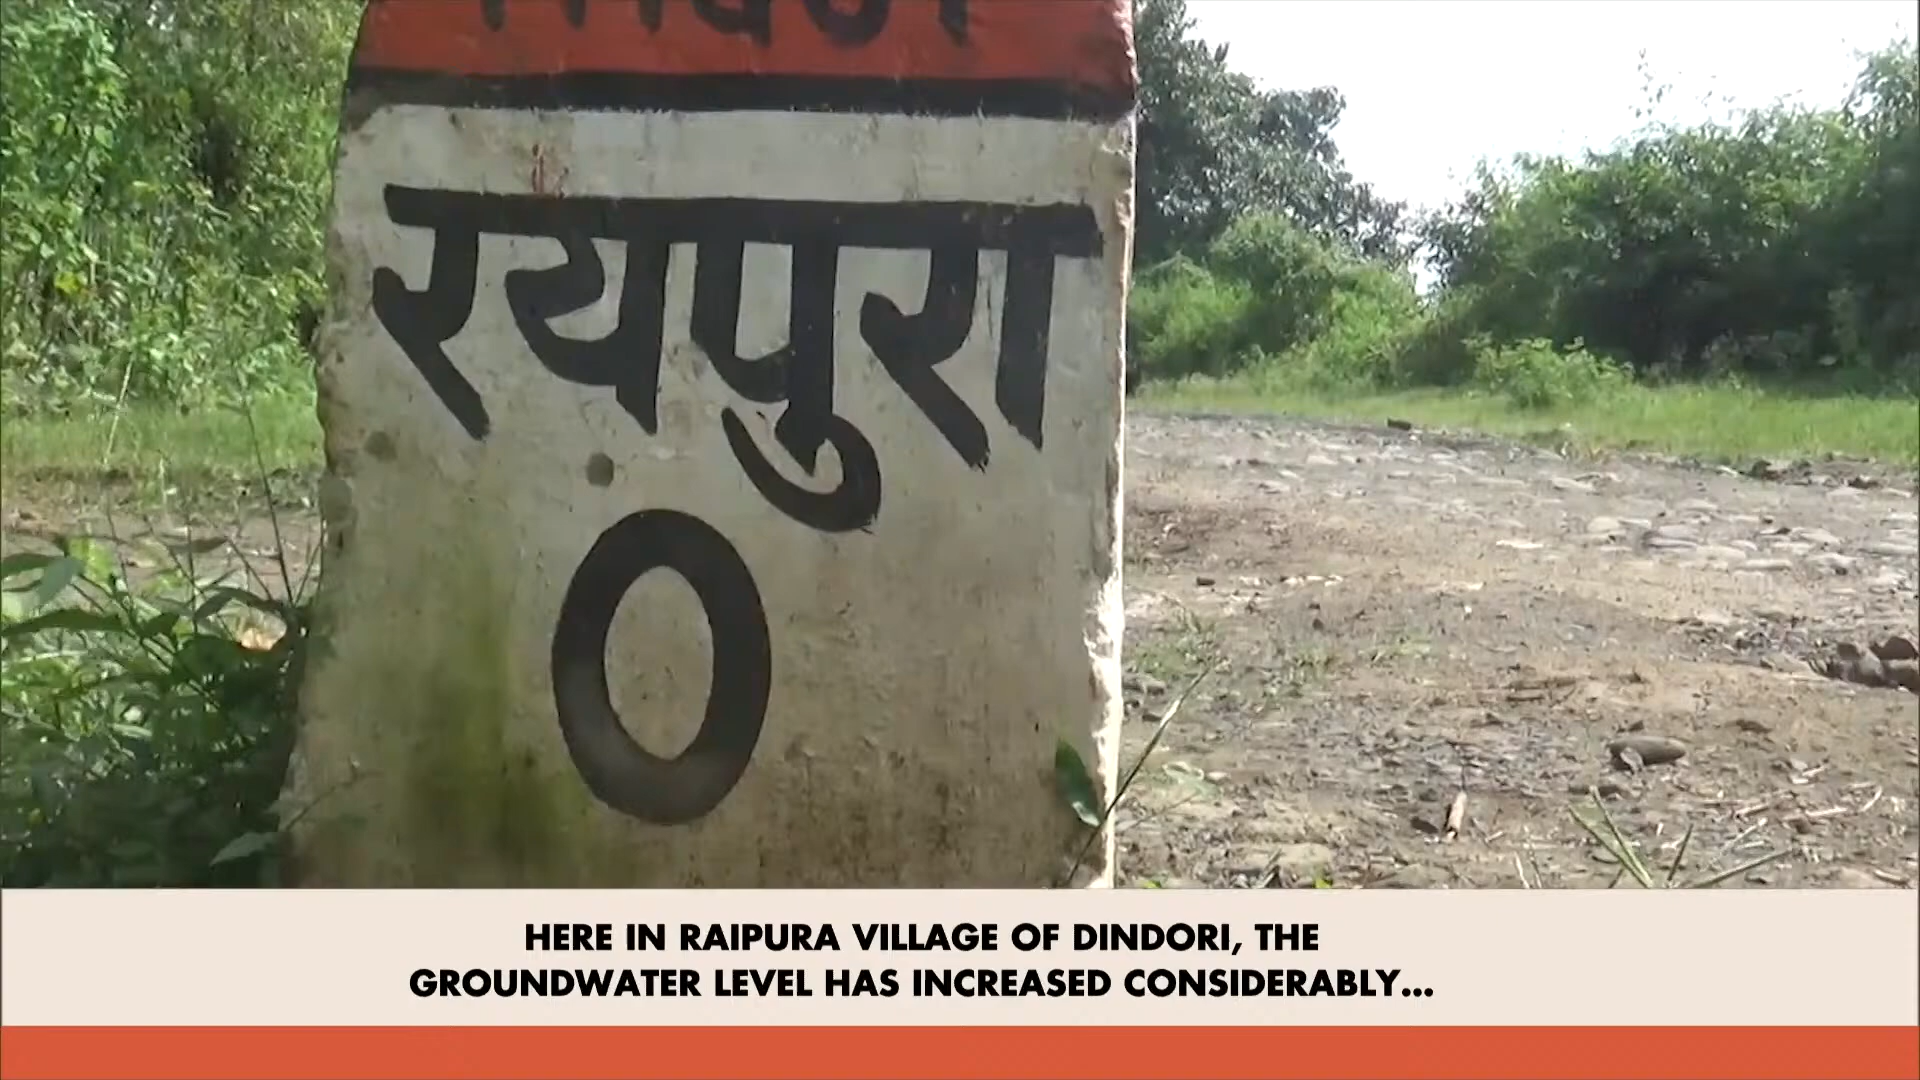 रयपुरा
0
HERE IN RAIPURA VILLAGE OF DINDORI, THE
GROUNDWATER LEVEL HAS INCREASED CONSIDERABLY...